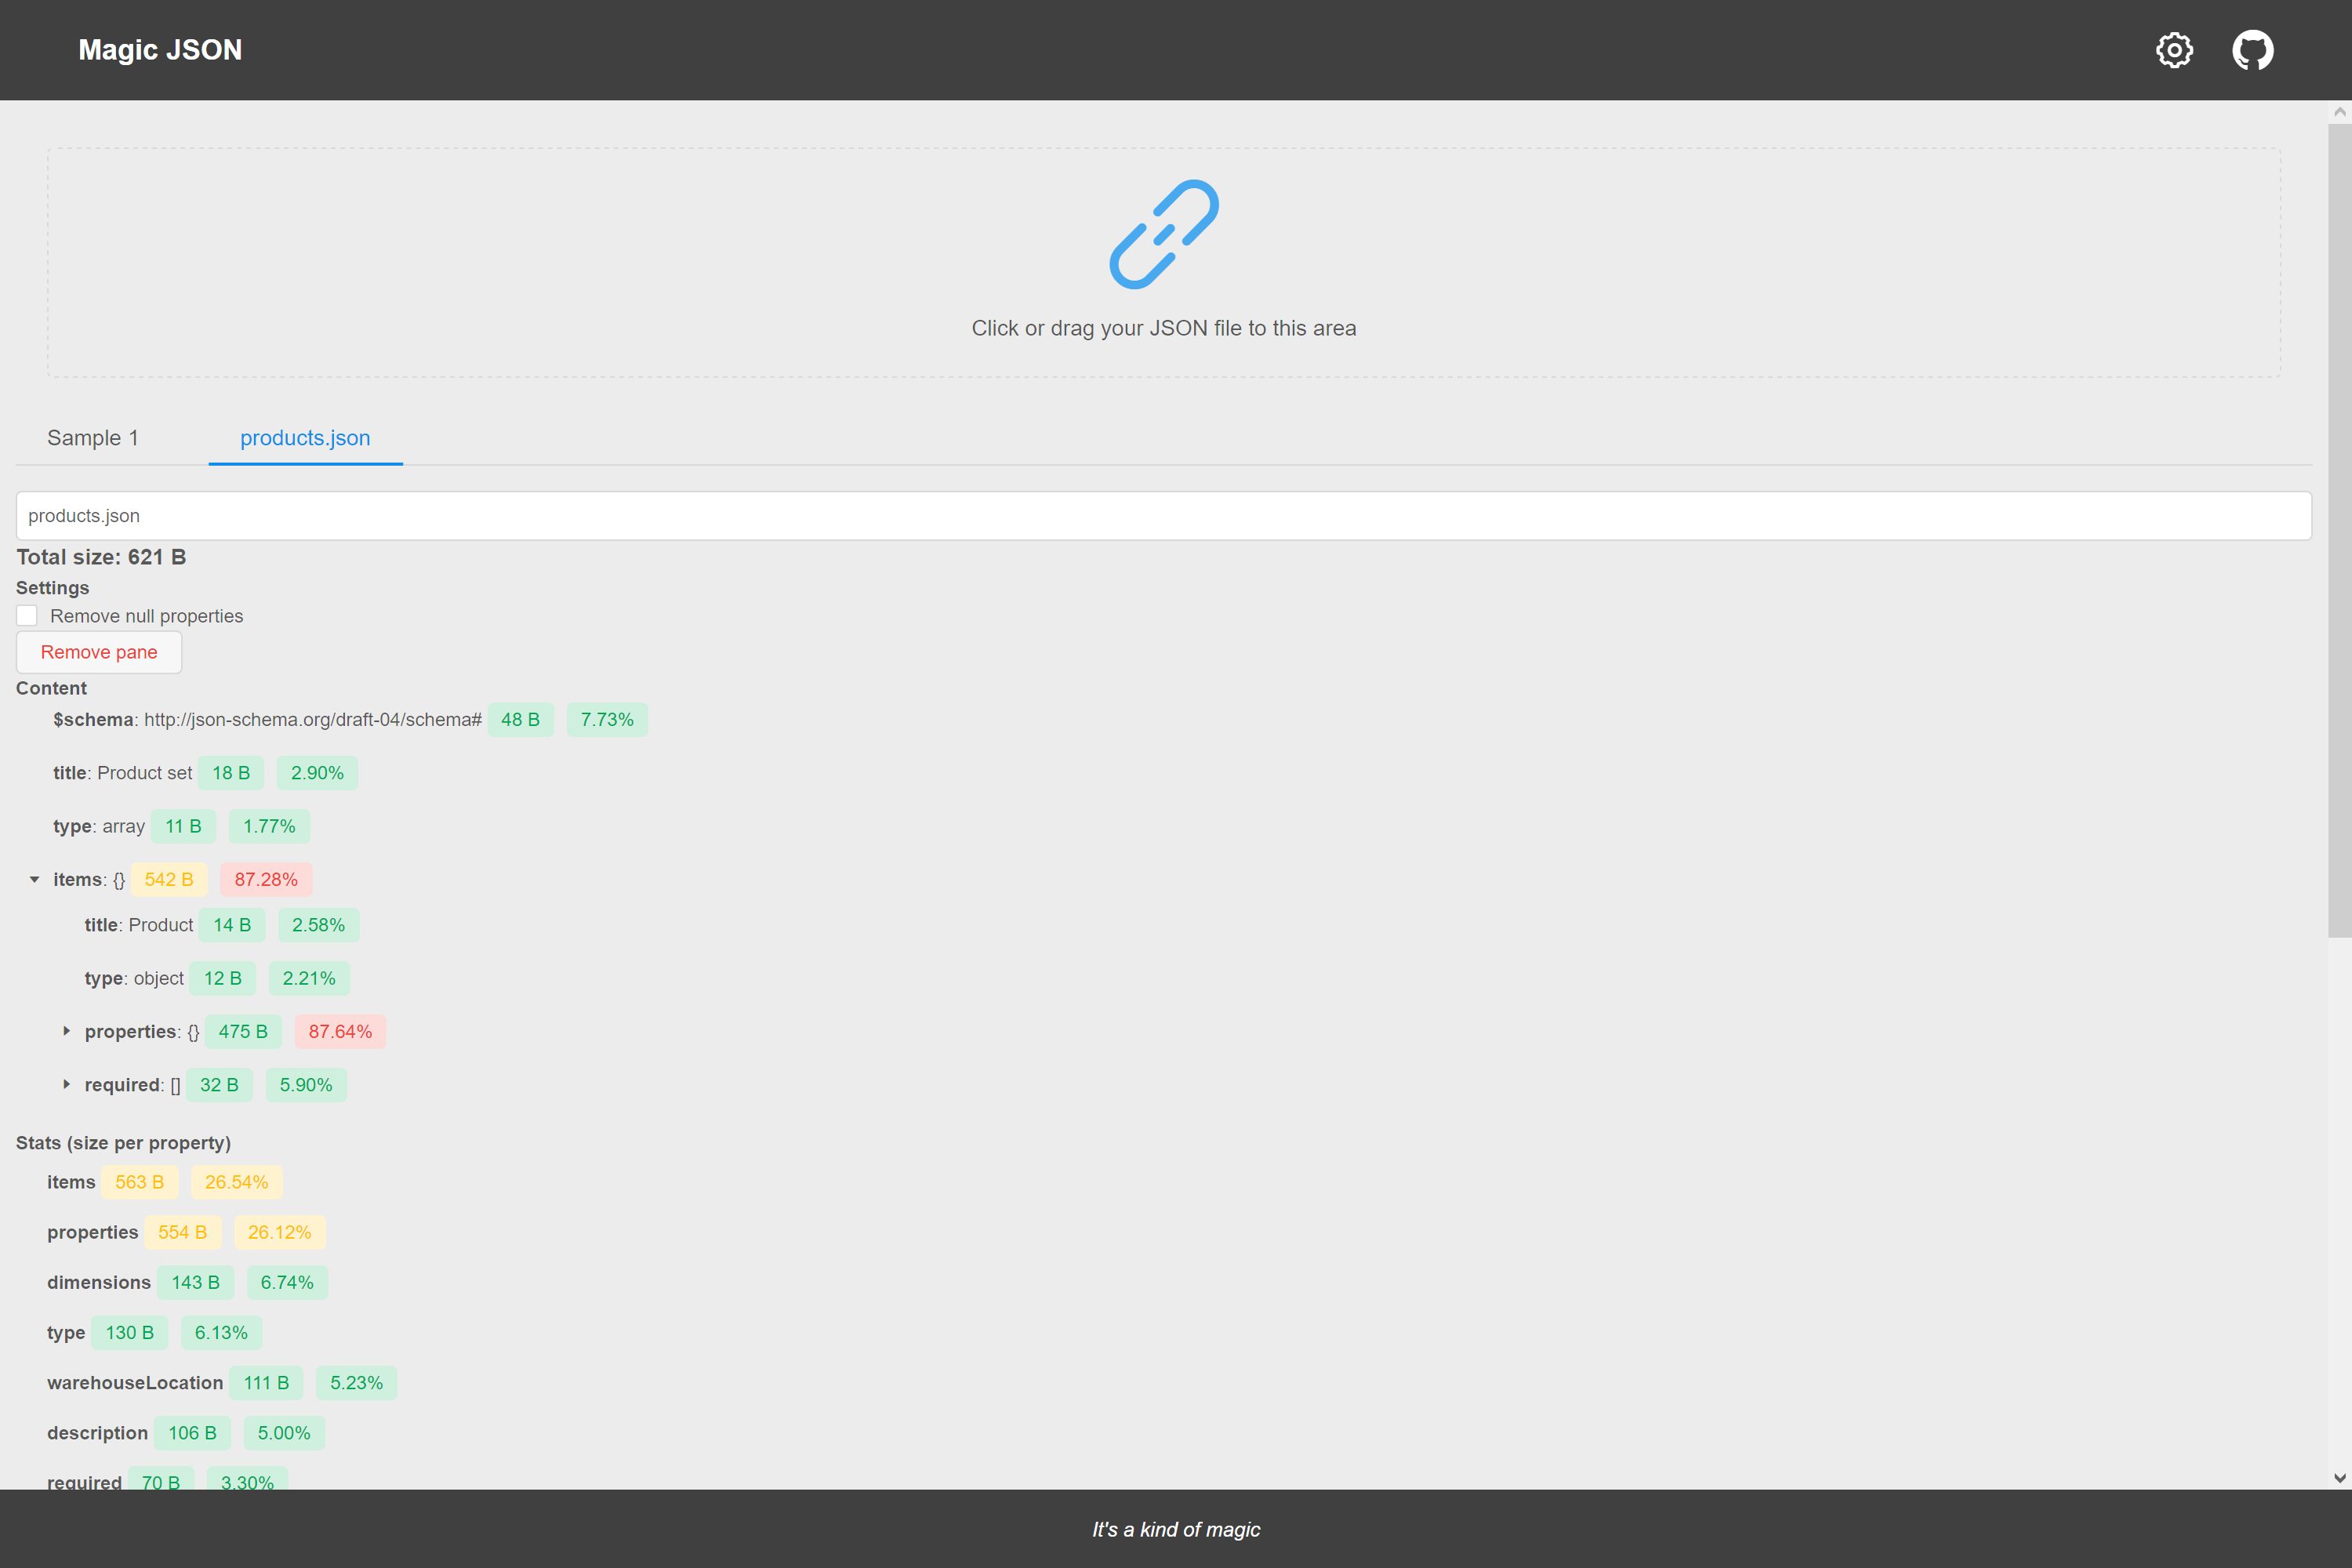 Magic JSON
Click or drag your JSON file to this area
Sample 1 products.json
products.json
Total size: 621 B
Settings
Remove null properties
Remove pane
Content
$schema: http://json-schema.org/draft-04/schema# 48 B 7.73%
title: Product set 18 B 2.90%
type: array 11 B 1.77%
items: {} 542 B 87.28%
title: Product 14 B 2.58%
type: object 12 B 2.21%
properties: {} 475 B 87.64%
required: [] 32 B 5.90%
Stats (size per property)
items 563 B 26.54%
properties 554 B 26.12%
dimensions 143 B 6.74%
type 130 B 6.13%
warehouseLocation 111 B 5.23%
description 106 B 5.00%
required 70 B 3.30%
It's a kind of magic